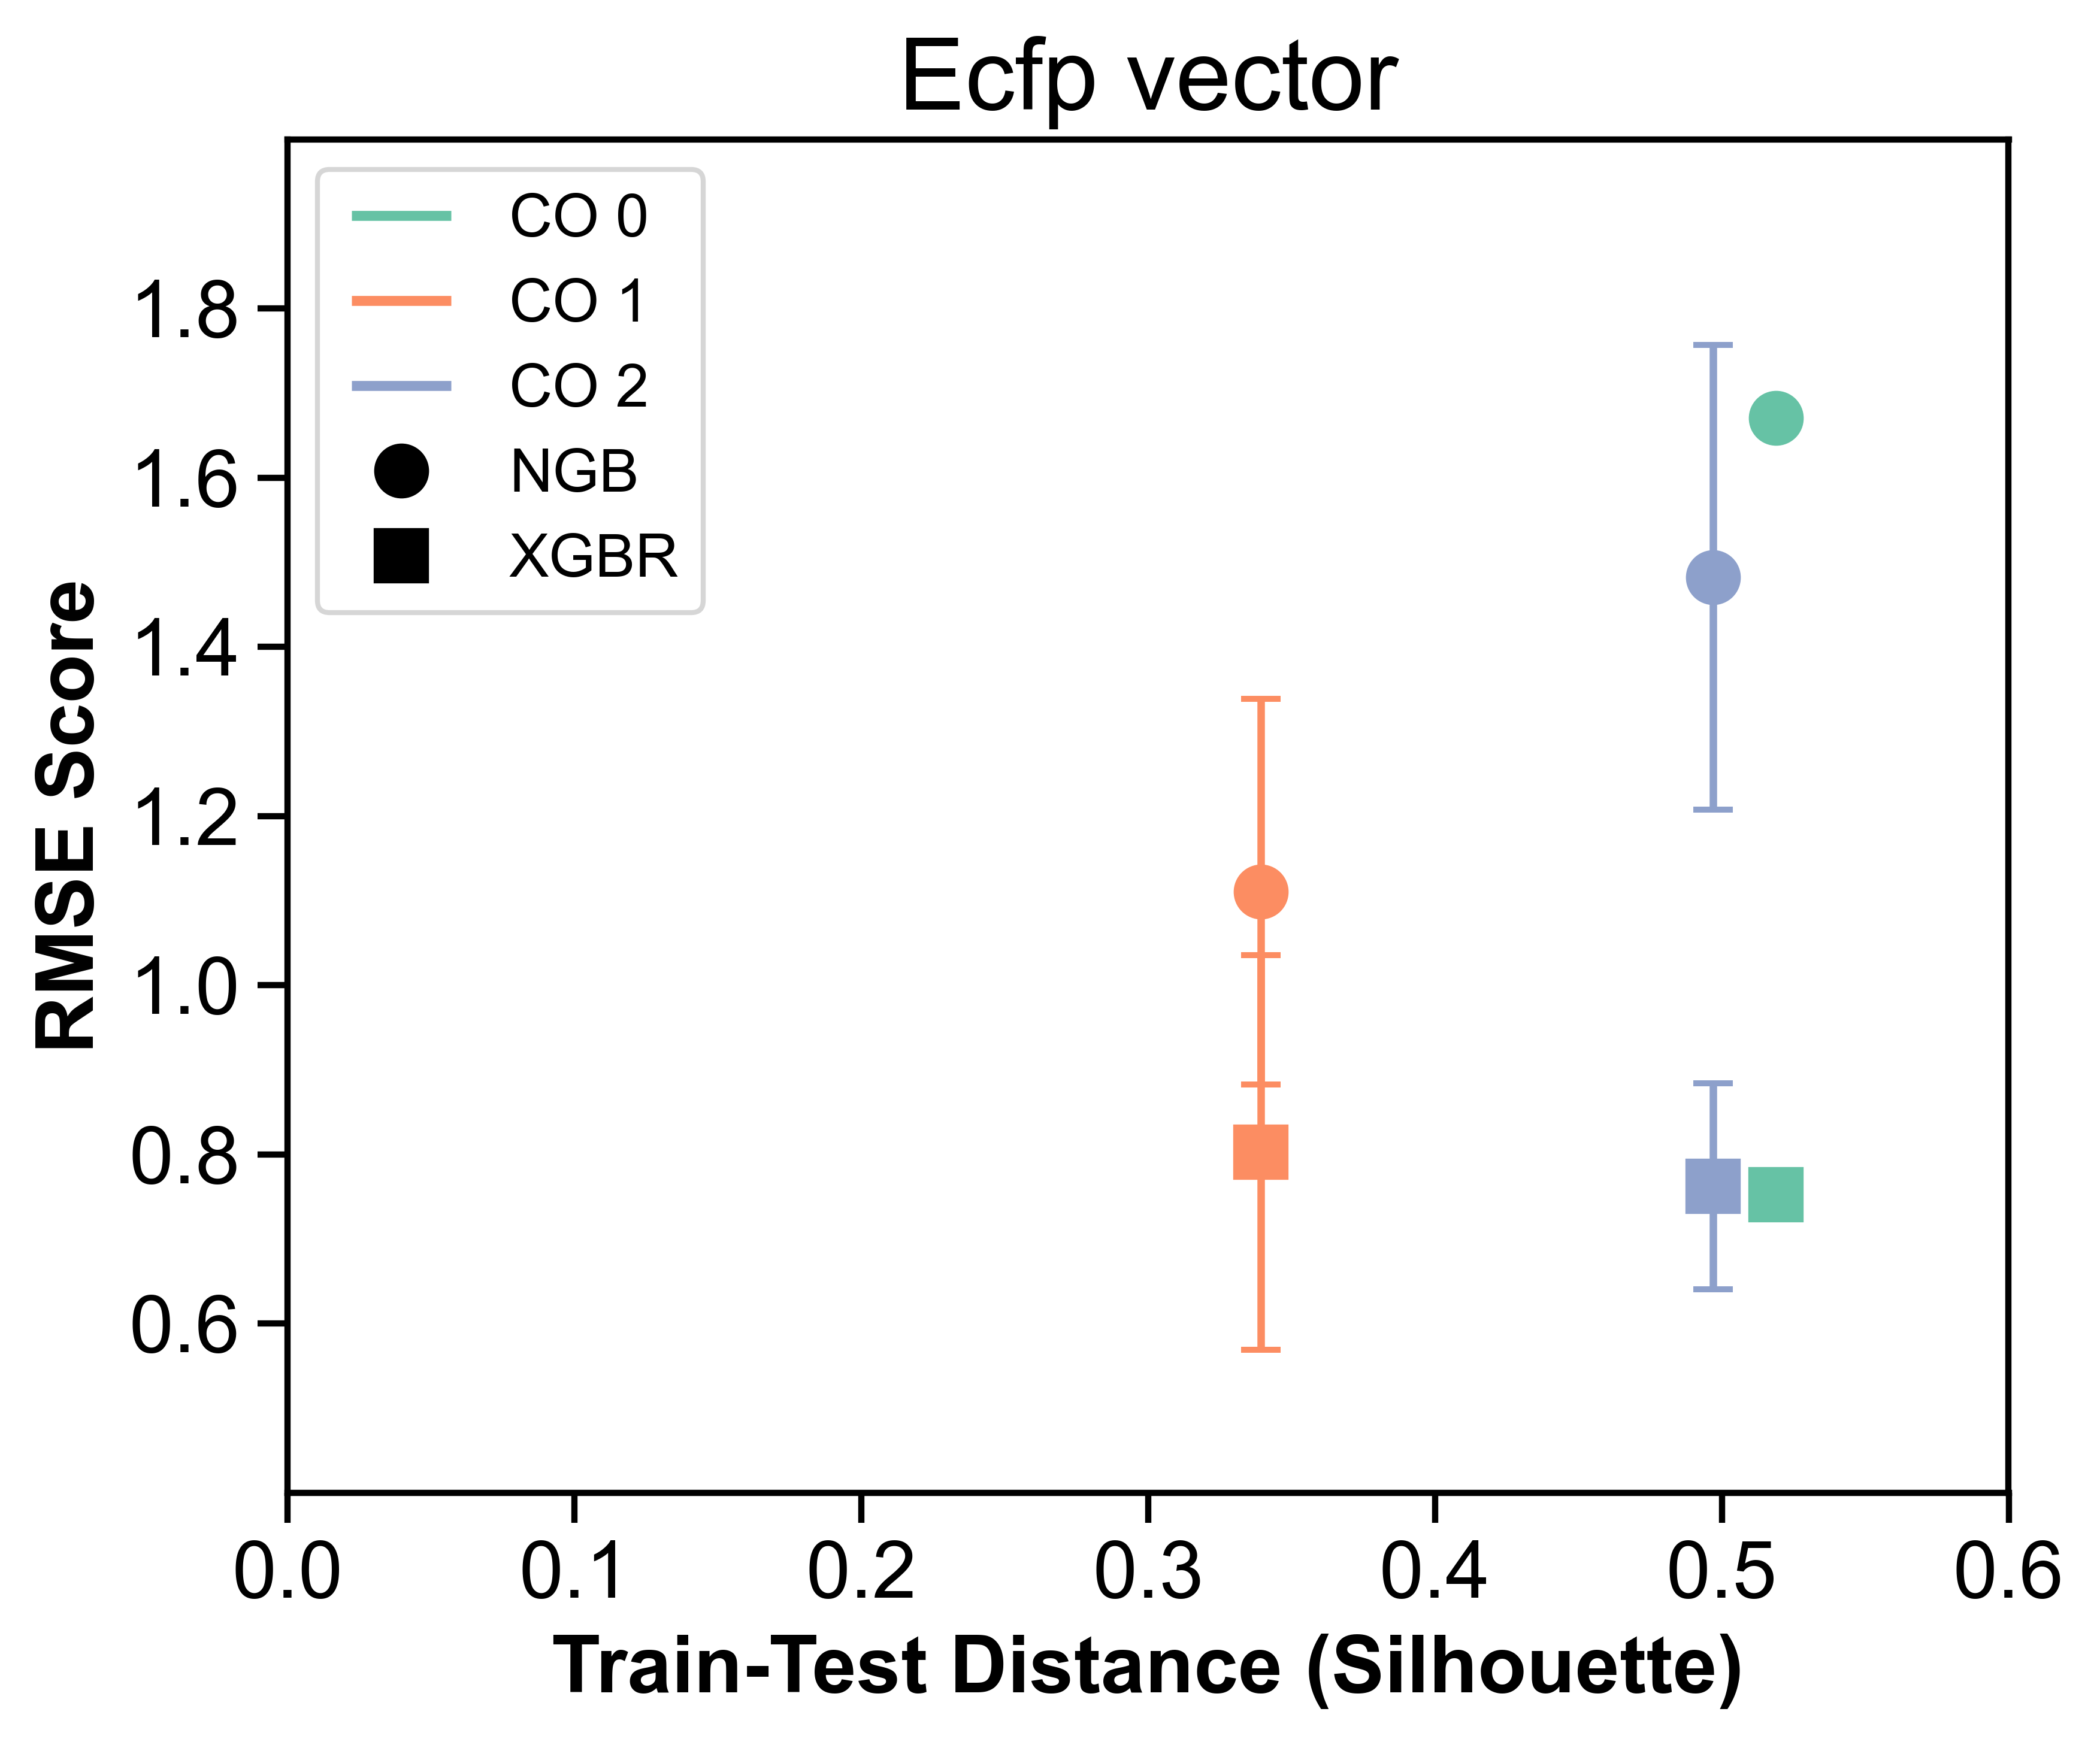 Ecfp vector
CO 0
CO 1
CO 2
NGB
XGBR
RMSE Score
1.8
1.6
1.4
1.2
1.0
0.8
0.6
0.0 0.1 0.2 0.3 0.4 0.5 0.6
Train-Test Distance (Silhouette)